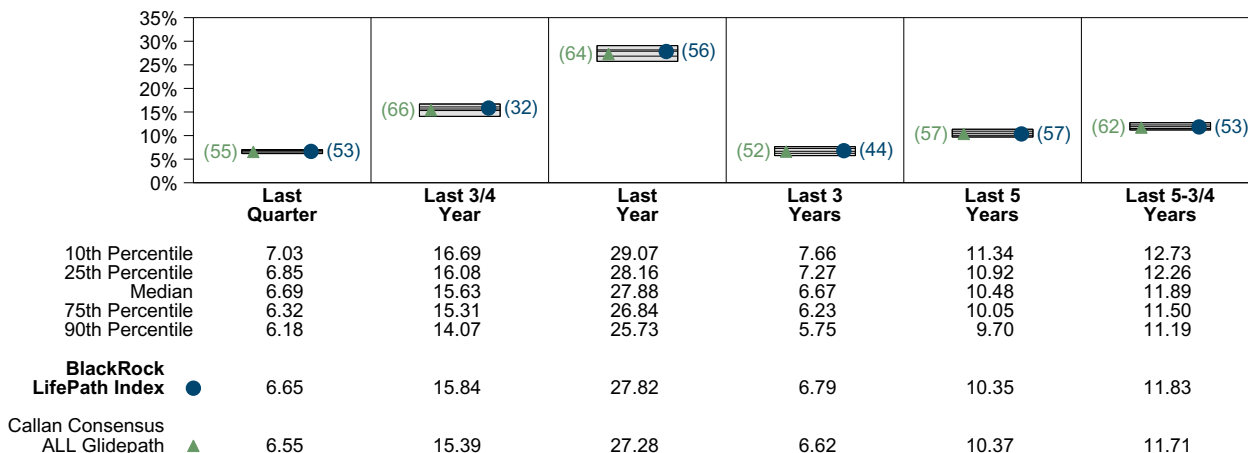 35%
30%
25%
20%
15%
10%
5%
0%
(55) (53)
(66) (32)
(64) (56)
(52) (44)
(57) (57)
(62) (53)
Last Last 3/4 Last Last 3 Last 5 Last 5-3/4
Quarter Year Year Years Years Years
10th Percentile 7.03 16.69 29.07 7.66 11.34 12.73
25th Percentile 6.85 16.08 28.16 7.27 10.92 12.26
Median 6.69 15.63 27.88 6.67 10.48 11.89
75th Percentile 6.32 15.31 26.84 6.23 10.05 11.50
90th Percentile 6.18 14.07 25.73 5.75 9.70 11.19
BlackRock
LifePath Index 6.65 15.84 27.82 6.79 10.35 11.83
Callan Consensus
ALL Glidepath 6.55 15.39 27.28 6.62 10.37 11.71